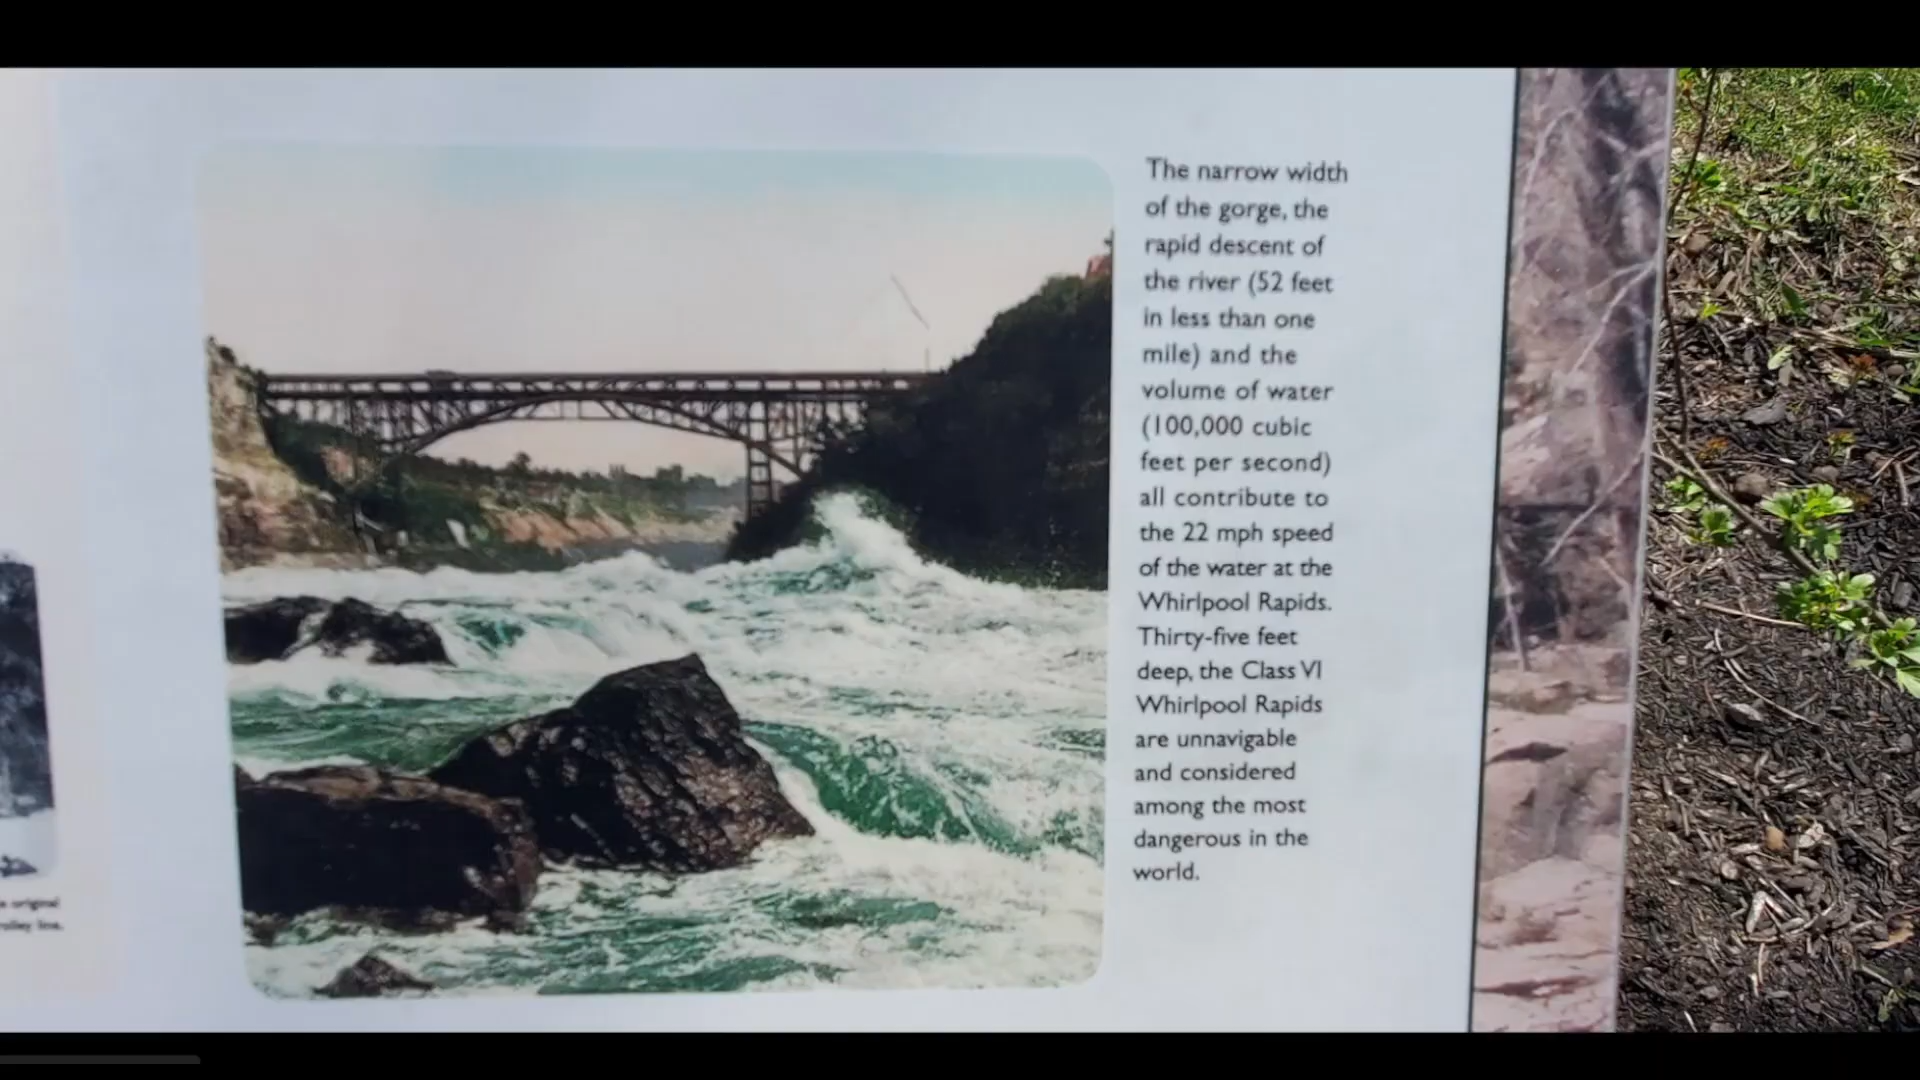 The narrow width
of the gorge, the
rapid descent of
the river (52 feet
in less than one
mile) and the
volume of water
(100,000 cubic
feet per second)
all contribute to
the 22 mph speed
of the water at the
Whirlpool Rapids.
Thirty-five feet
deep, the Class VI
Whirlpool Rapids
are unnavigable
and considered
among the most
dangerous in the
world.
original
line.